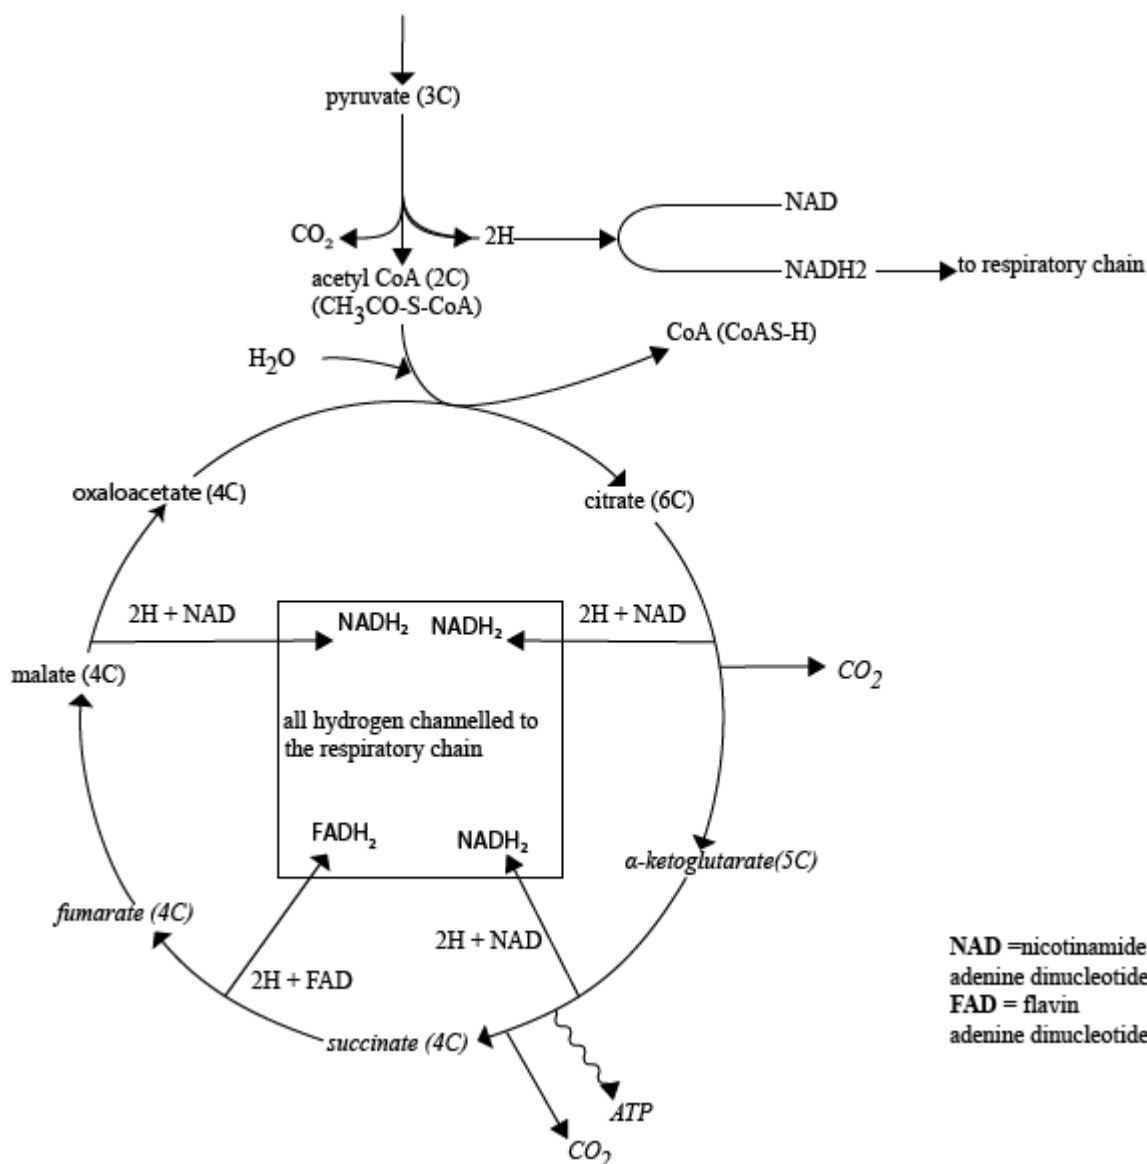 pyruvate (3C)
NAD
CO₂
2H
NADH2
to respiratory chain
acetyl CoA (2C)
(CH₃CO-S-CoA)
CoA (CoAS-H)
H₂O
oxaloacetate (4C)
citrate (6C)
2H + NAD
NADH₂
NADH₂
2H + NAD
malate (4C)
CO₂
all hydrogen channelled to
the respiratory chain
FADH₂
NADH₂
α-ketoglutarate(5C)
fumarate (4C)
2H + NAD
2H + FAD
succinate (4C)
NAD =nicotinamide
adenine dinucleotide
FAD = flavin
adenine dinucleotide
ATP
CO₂